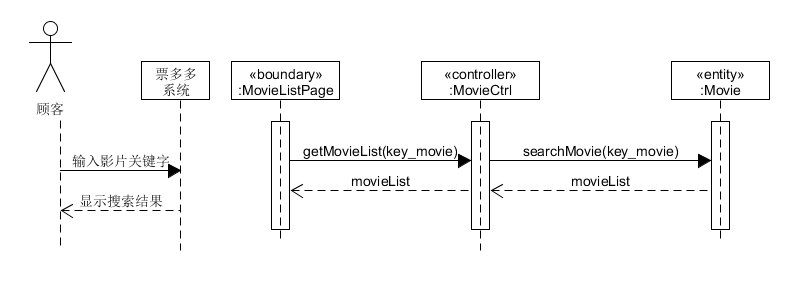 顾客
票多多
系统
«boundary»
:MovieListPage
«controller»
:MovieCtrl
«entity»
:Movie
输入影片关键字
显示搜索结果
getMovieList(key_movie)
movieList
searchMovie(key_movie)
movieList